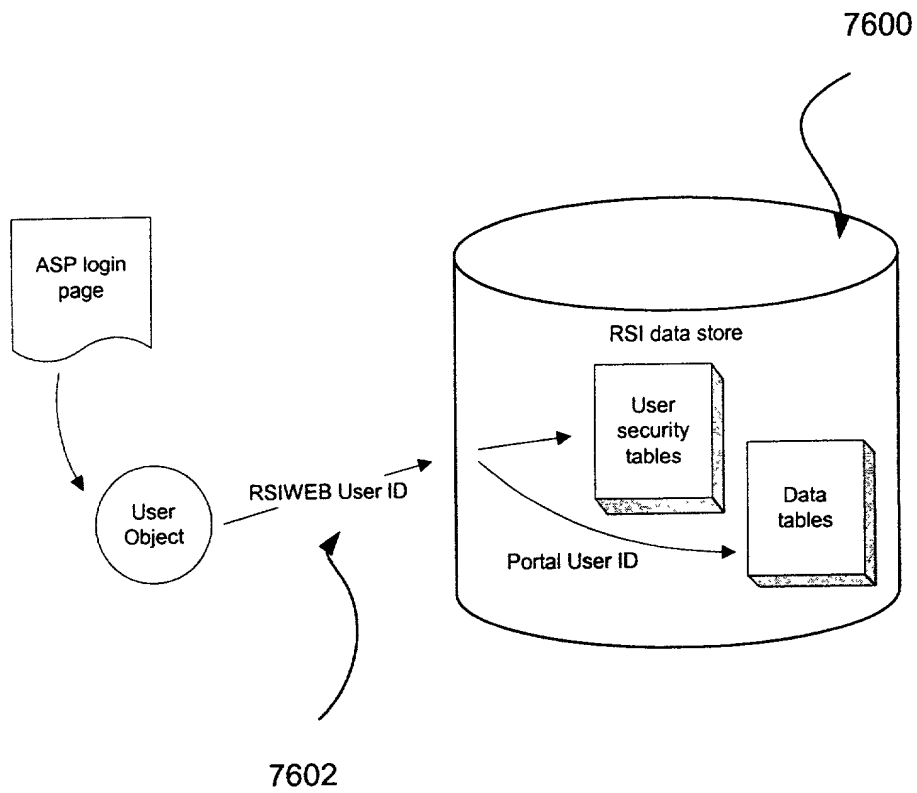 7600
ASP login
page
RSI data store
User
security
tables
Data
tables
RSIWEB User ID
User
Object
Portal User ID
7602